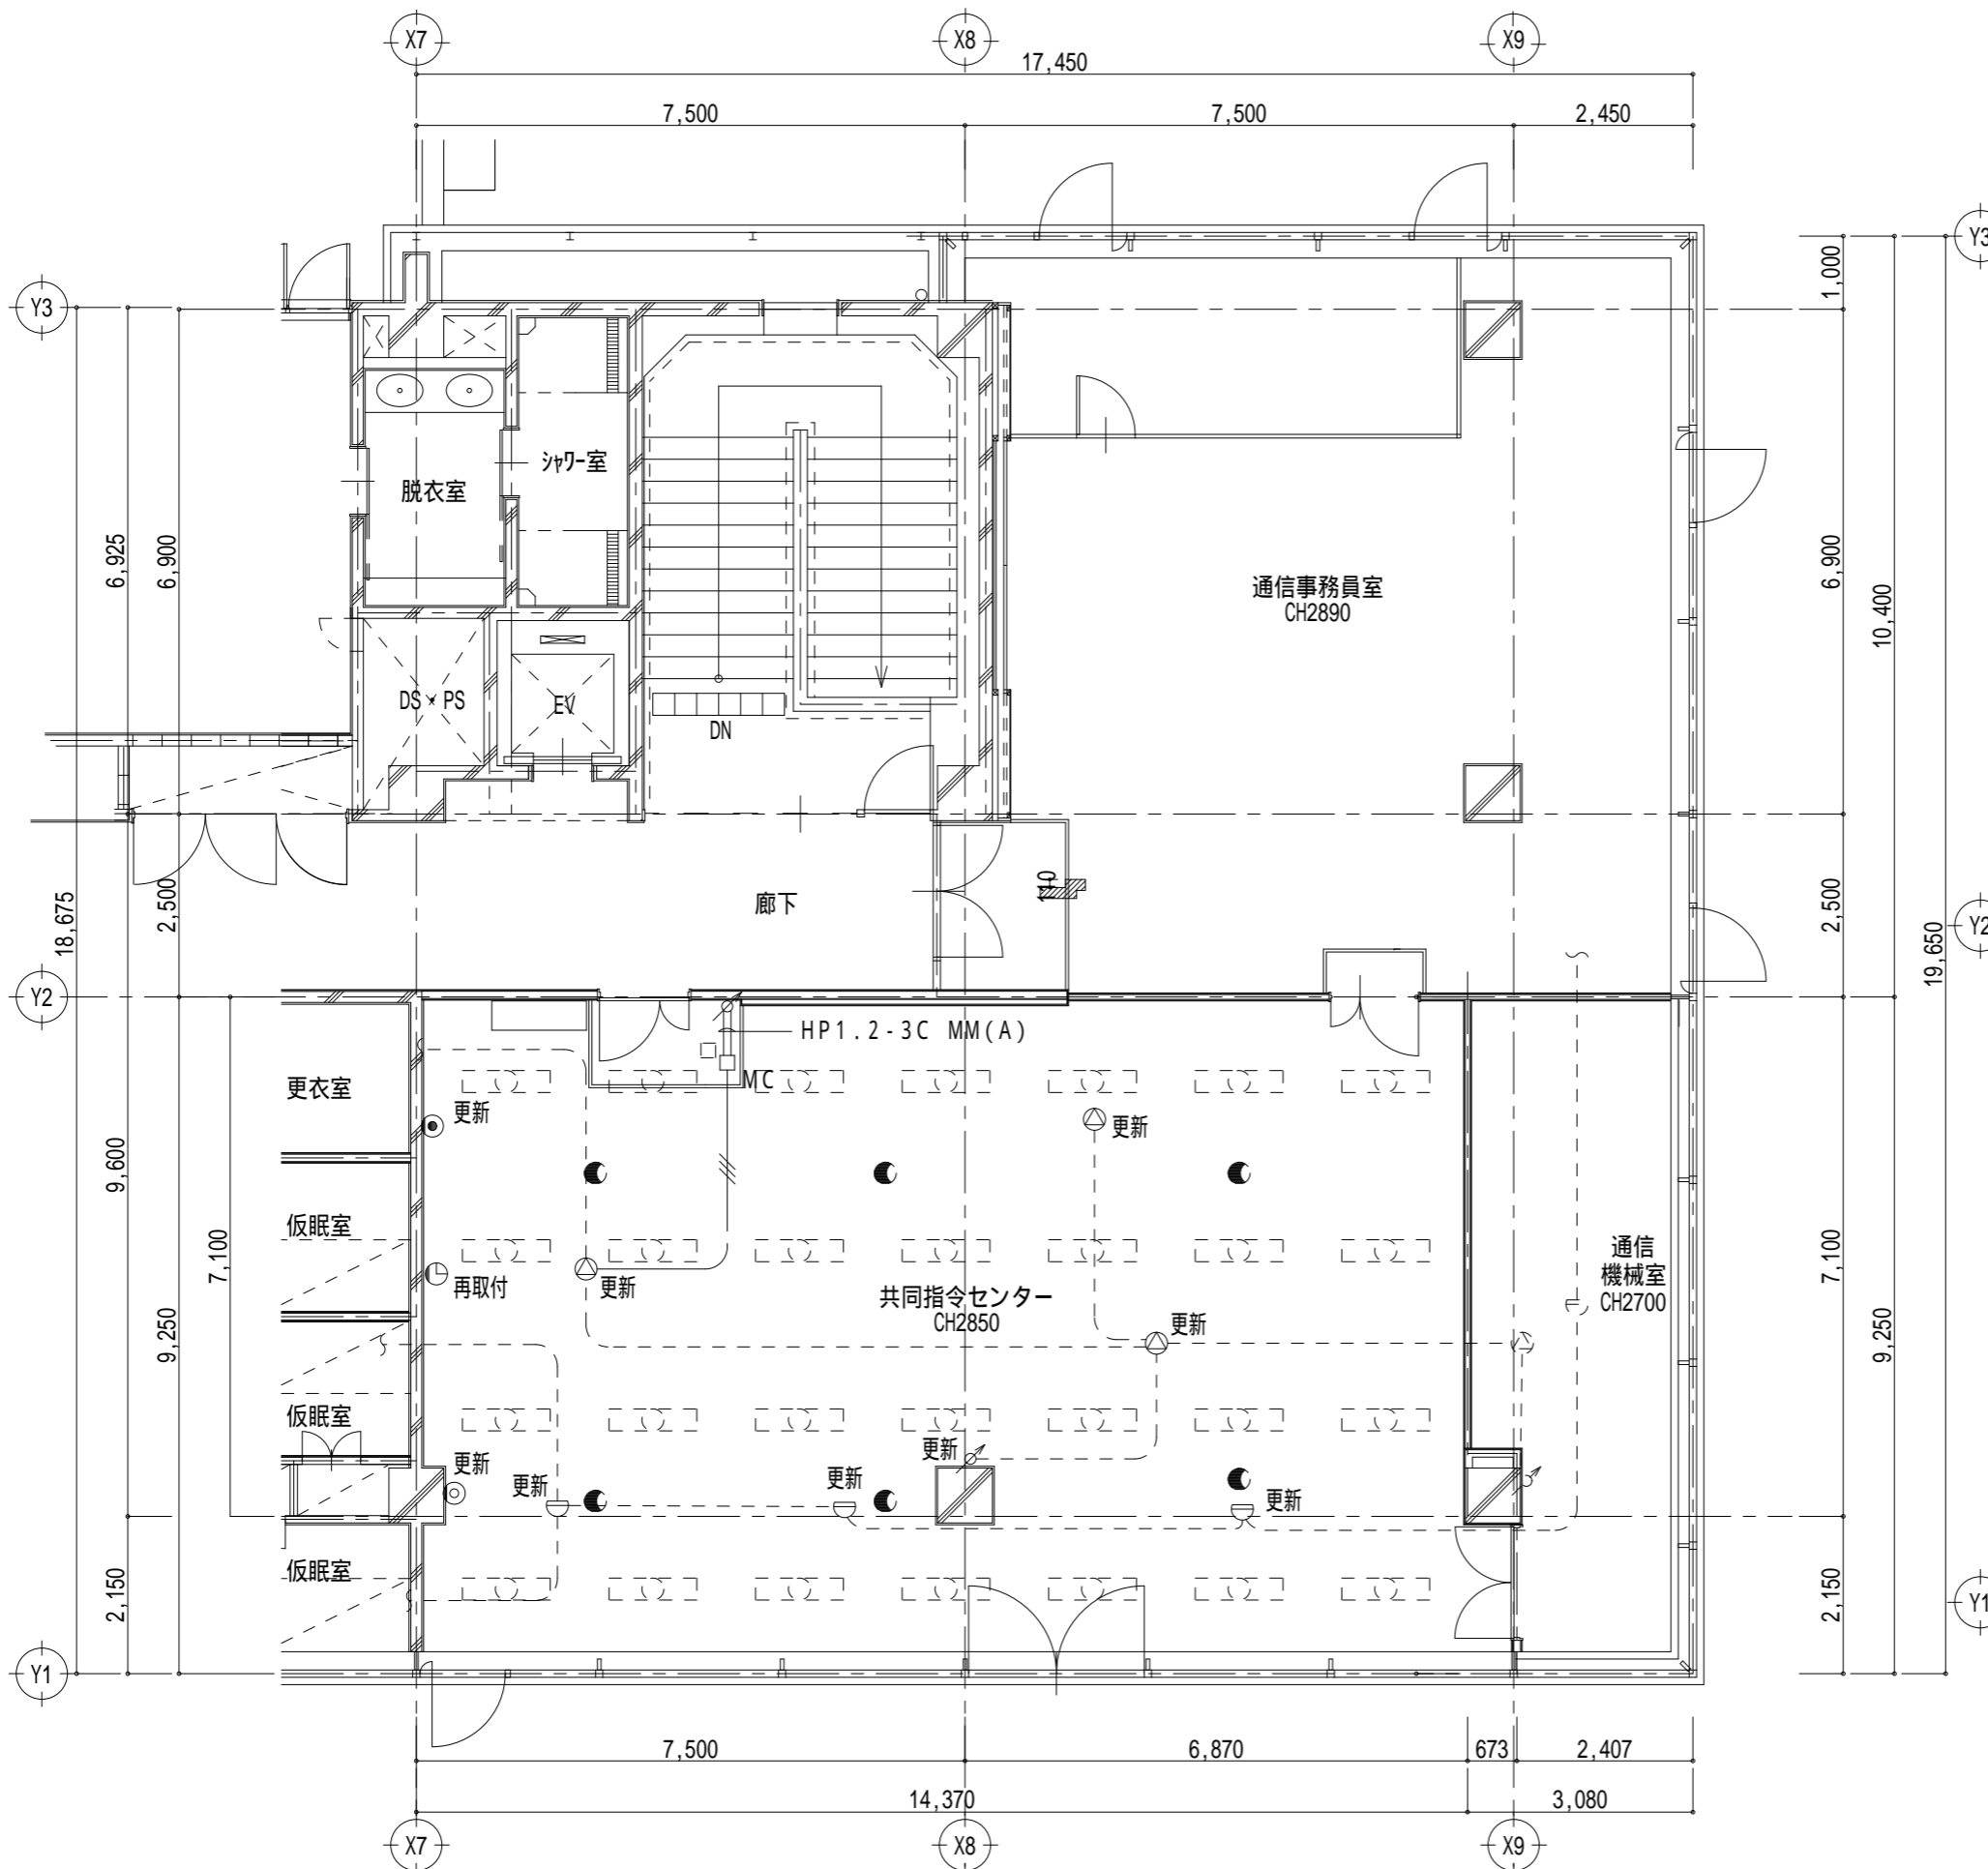 X7
X8
X9
17,450
7,500
7,500
2,450
Y3
Y3
1,000
シャワー室
脱衣室
6,925
6,900
通信事務員室
CH2890
6,900
10,400
DS・PS
EV
DN
18,675
2,500
廊下
110
2,500
19,650
Y2
Y2
HP1.2-3C MM(A)
MC
更衣室
更新
更新
9,600
仮眠室
7,100
再取付
更新
共同指令センター
CH2850
通信
機械室
CH2700
7,100
9,250
更新
9,250
仮眠室
更新
更新
更新
更新
更新
仮眠室
2,150
2,150
Y1
Y1
7,500
6,870
673
2,407
14,370
3,080
X7
X8
X9